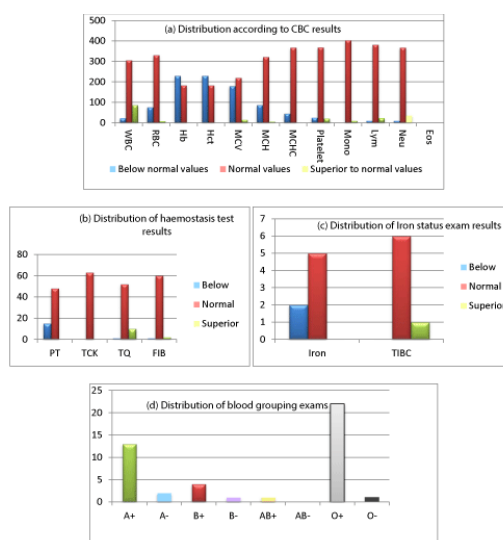 (a) Distribution according to CBC results
400
300
200
100
0
WBC
RBC
Hb
Hct
MCV
MCH
MCHC
Platelet
Mono
Lym
Neu
Eos
Below normal values
Normal values
Superior to normal values
(b) Distribution of haemostasis test
results
80
60
40
20
0
PT
TCK
TQ
FIB
Below
Normal
Superior
(c) Distribution of Iron status exam results
7
6
5
4
3
2
1
0
Iron
TIBC
Below
Normal
Superior
(d) Distribution of blood grouping exams
25
20
15
10
5
0
A+
A-
B+
B-
AB+
AB-
O+
O-